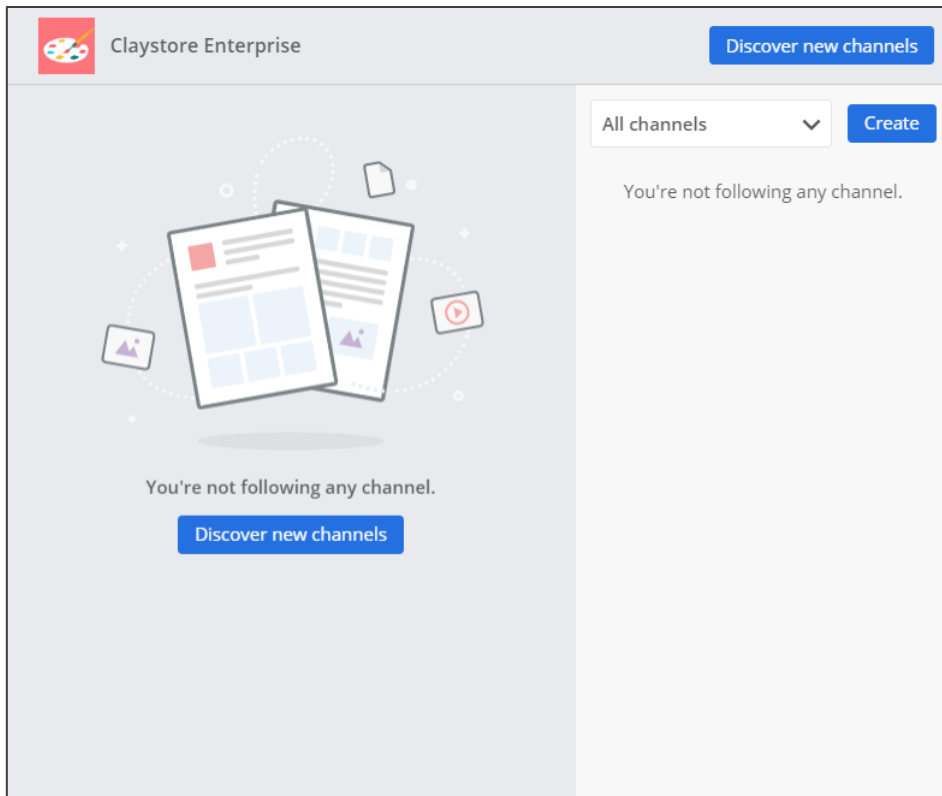 Claystore Enterprise
Discover new channels
All channels
Create
You're not following any channel.
You're not following any channel.
Discover new channels